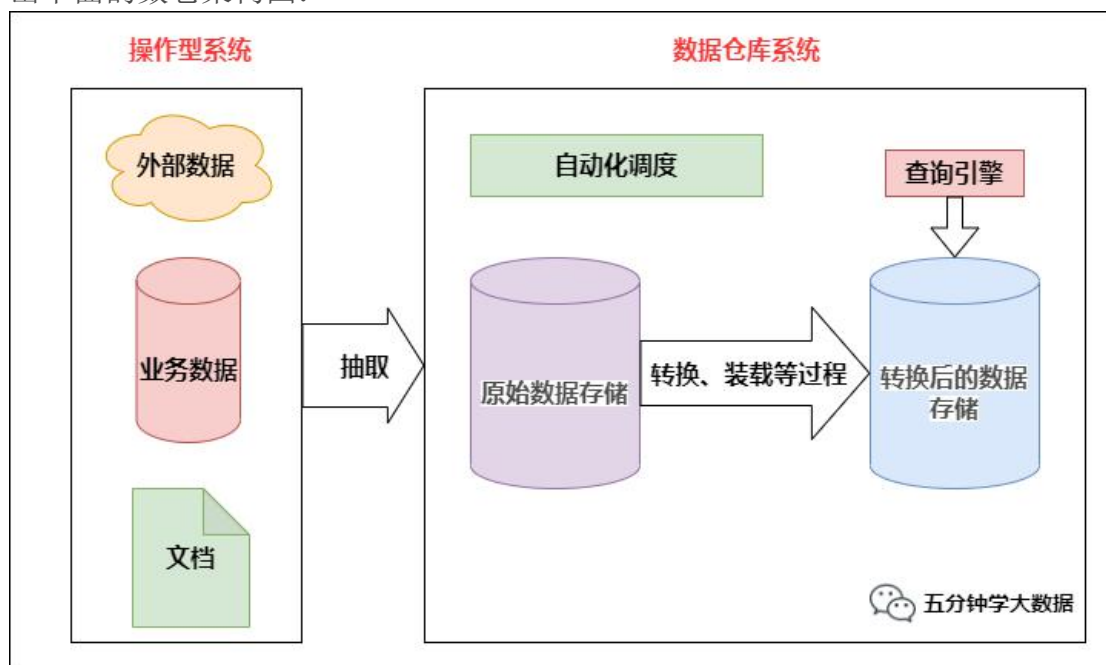 操作型系统
数据仓库系统
外部数据
业务数据
文档
抽取
自动化调度
查询引擎
原始数据存储
转换、装载等过程
转换后的数据
存储
五分钟学大数据